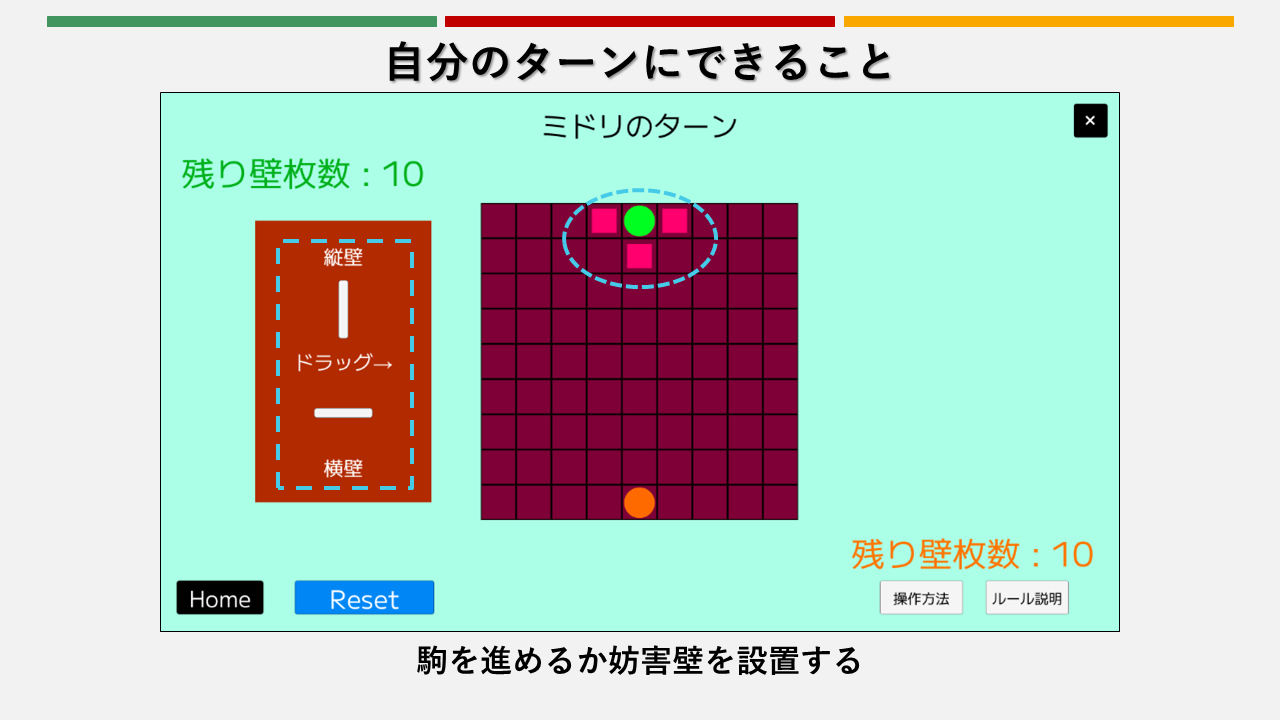 自分のターンにできること
ミドリのターン
×
残り壁枚数 : 10
縦壁
ドラッグ→
横壁
残り壁枚数 : 10
Home
Reset
操作方法
ルール説明
駒を進めるか妨害壁を設置する